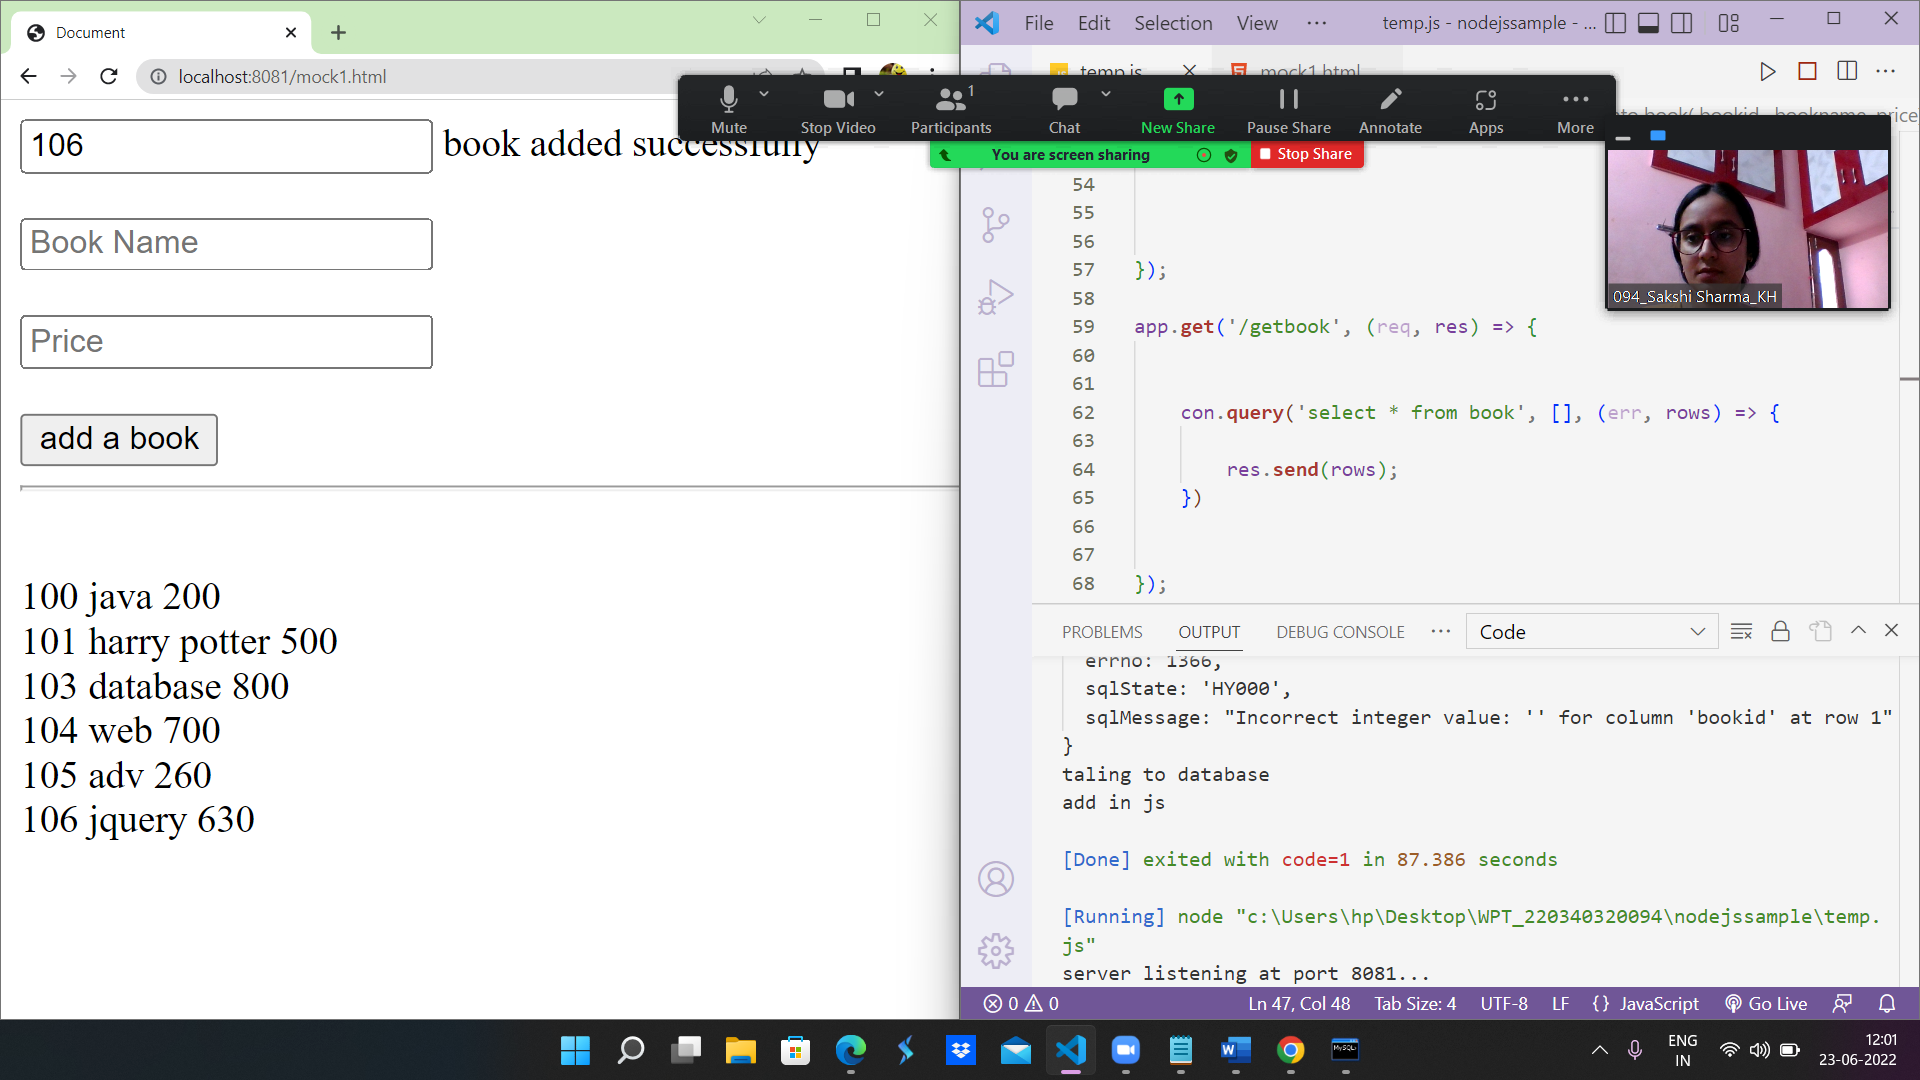 Document
localhost:8081/mock1.html
106
book added successfully
Book Name
Price
add a book
100 java 200
101 harry potter 500
103 database 800
104 web 700
105 adv 260
106 jquery 630
File Edit Selection View ···
temp.js - nodejssample - ...
temp.js
mock1.html
Mute
Stop Video
Participants
1
Chat
New Share
Pause Share
Annotate
Apps
More
You are screen sharing
Stop Share
book( bookid , bookname, price
094_Sakshi Sharma_KH
54
55
56
57 });
58
59 app.get('/getbook', (req, res) => {
60
61
62 con.query('select * from book', [], (err, rows) => {
63
64 res.send(rows);
65 })
66
67
68 });
PROBLEMS OUTPUT DEBUG CONSOLE ··· Code
errno: 1366,
sqlState: 'HY000',
sqlMessage: "Incorrect integer value: '' for column 'bookid' at row 1"
}
taling to database
add in js
[Done] exited with code=1 in 87.386 seconds
[Running] node "c:\Users\hp\Desktop\WPT_220340320094\nodejssample\temp.
js"
server listening at port 8081...
0 0
Ln 47, Col 48 Tab Size: 4 UTF-8 LF {} JavaScript Go Live
ENG
IN
12:01
23-06-2022